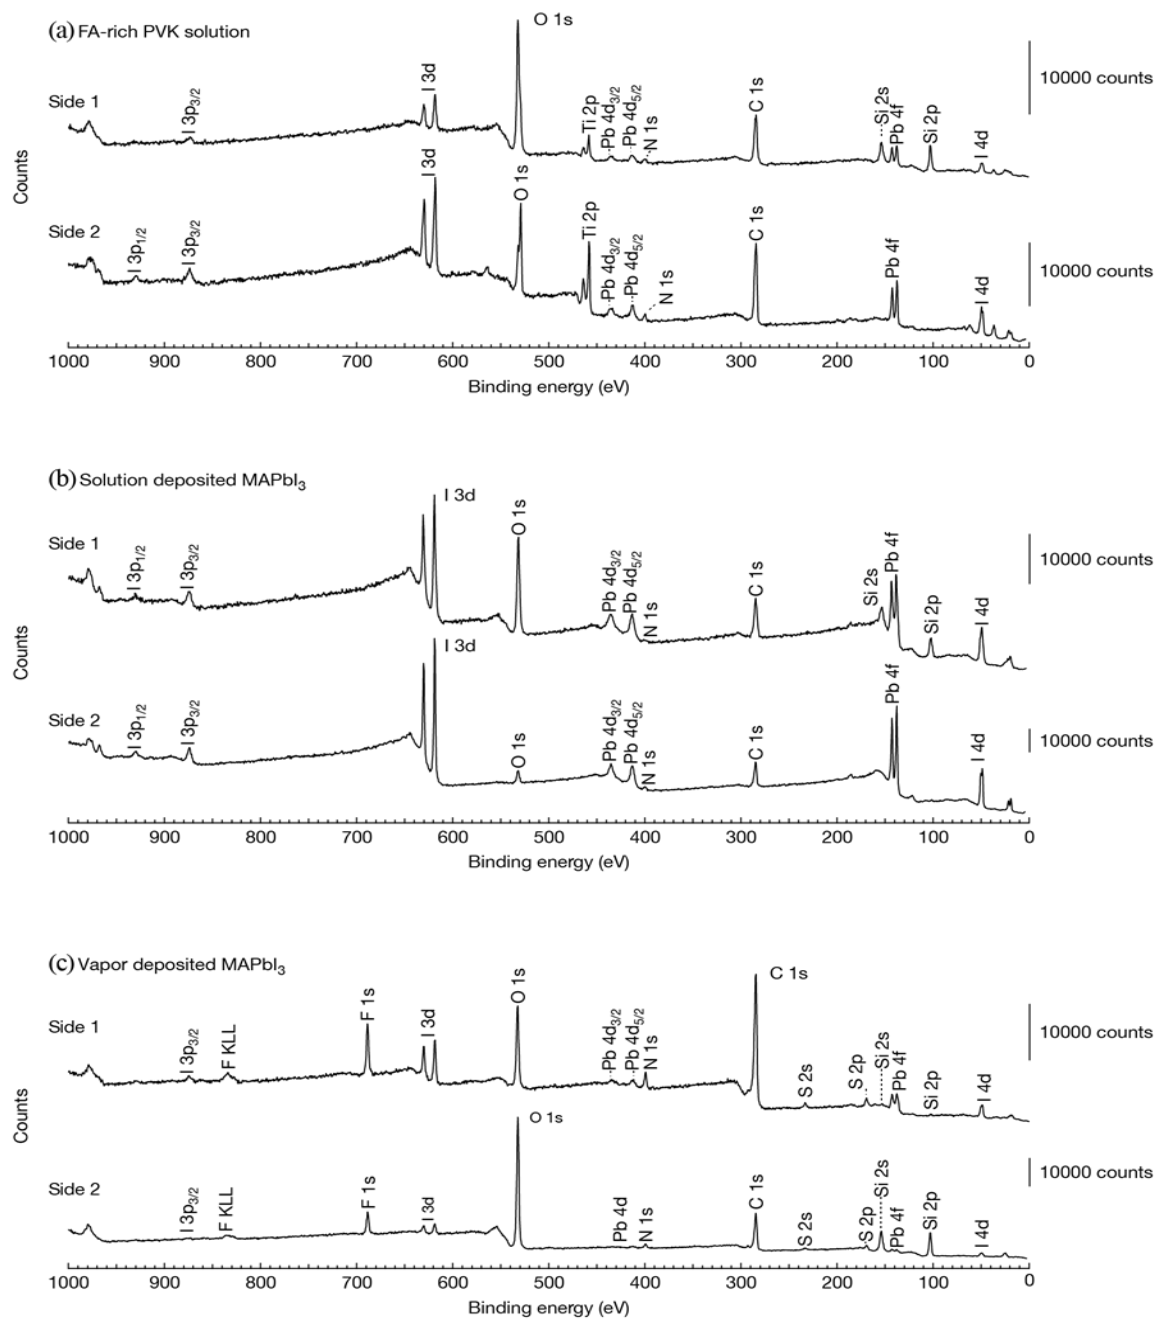 (a) FA-rich PVK solution
O 1s
10000 counts
Side 1
I 3p3/2
I 3d
Ti 2p
Pb 4d3/2
Pb 4d5/2
N 1s
C 1s
Si 2s
Pb 4f
Si 2p
I 4d
Counts
Side 2
I 3p1/2
I 3p3/2
I 3d
O 1s
Ti 2p
Pb 4d3/2
Pb 4d5/2
N 1s
C 1s
Pb 4f
I 4d
10000 counts
1000 900 800 700 600 500 400 300 200 100 0
Binding energy (eV)
(b) Solution deposited MAPbI3
I 3d
Side 1
I 3p1/2
I 3p3/2
O 1s
Pb 4d3/2
Pb 4d5/2
N 1s
C 1s
Si 2s
Pb 4f
Si 2p
I 4d
10000 counts
Counts
I 3d
Side 2
I 3p1/2
I 3p3/2
O 1s
Pb 4d3/2
Pb 4d5/2
N 1s
C 1s
Pb 4f
I 4d
10000 counts
1000 900 800 700 600 500 400 300 200 100 0
Binding energy (eV)
(c) Vapor deposited MAPbI3
C 1s
Side 1
I 3p3/2
F KLL
F 1s
I 3d
O 1s
Pb 4d3/2
Pb 4d5/2
N 1s
S 2s
S 2p
Si 2s
Pb 4f
Si 2p
I 4d
10000 counts
Counts
O 1s
Side 2
I 3p3/2
F KLL
F 1s
I 3d
Pb 4d
N 1s
C 1s
S 2s
S 2p
Si 2s
Pb 4f
Si 2p
I 4d
10000 counts
1000 900 800 700 600 500 400 300 200 100 0
Binding energy (eV)